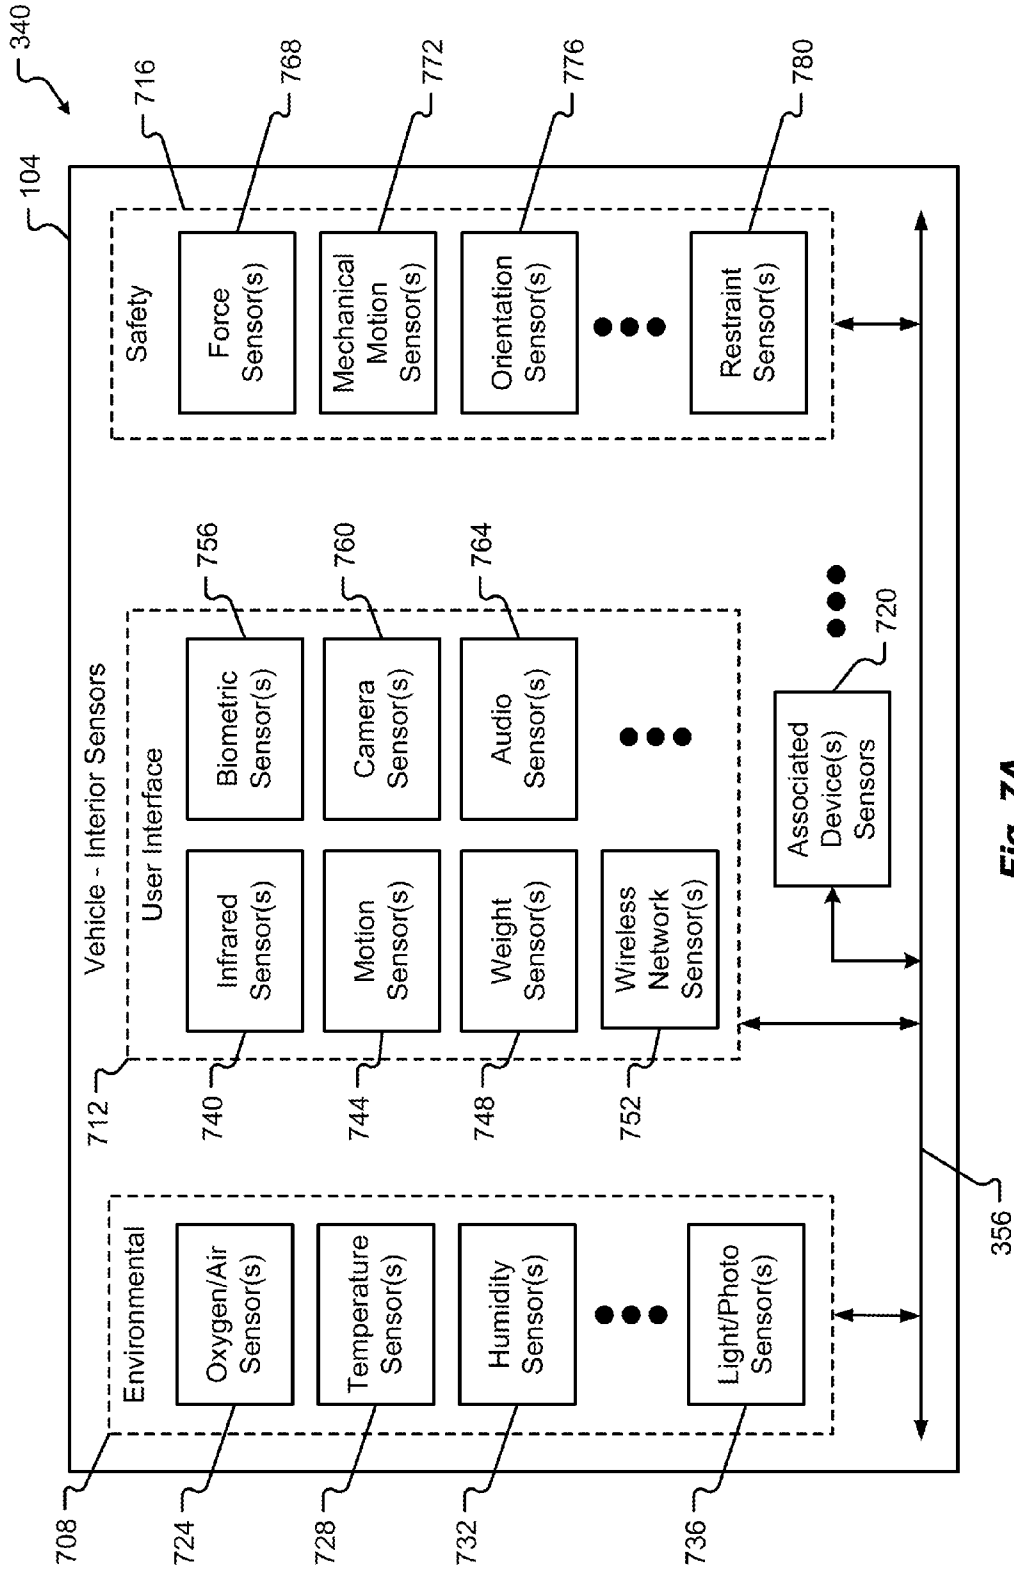 340
104
Vehicle - Interior Sensors
708
Environmental
724
Oxygen/Air
Sensor(s)
728
Temperature
Sensor(s)
732
Humidity
Sensor(s)
736
Light/Photo
Sensor(s)
712
User Interface
740
Infrared
Sensor(s)
756
Biometric
Sensor(s)
744
Motion
Sensor(s)
760
Camera
Sensor(s)
748
Weight
Sensor(s)
764
Audio
Sensor(s)
752
Wireless
Network
Sensor(s)
716
Safety
768
Force
Sensor(s)
772
Mechanical
Motion
Sensor(s)
776
Orientation
Sensor(s)
780
Restraint
Sensor(s)
720
Associated
Device(s)
Sensors
356
Fig. 7A